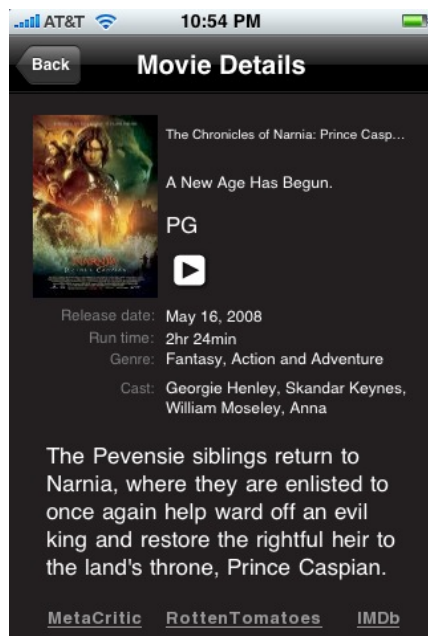 AT&T 10:54 PM
Back Movie Details
The Chronicles of Narnia: Prince Casp...
A New Age Has Begun.
PG
NARNIA
PRINCE CASPIAN
Release date: May 16, 2008
Run time: 2hr 24min
Genre: Fantasy, Action and Adventure
Cast: Georgie Henley, Skandar Keynes,
William Moseley, Anna
The Pevensie siblings return to
Narnia, where they are enlisted to
once again help ward off an evil
king and restore the rightful heir to
the land's throne, Prince Caspian.
MetaCritic RottenTomatoes IMDb